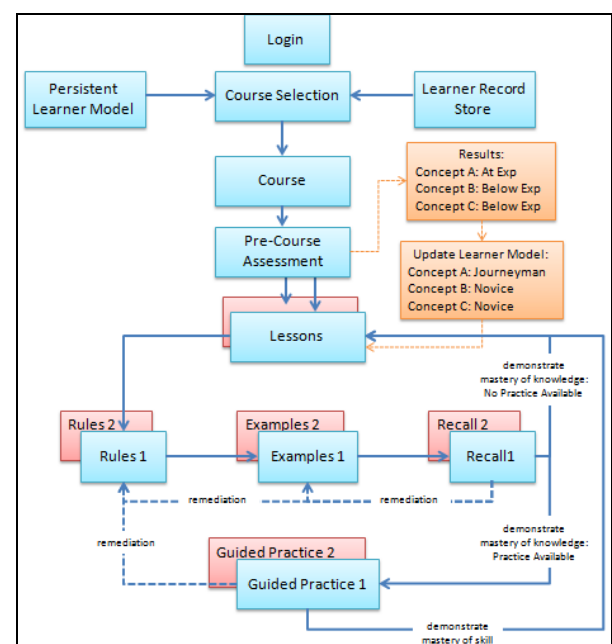 Login
Persistent
Learner Model
Course Selection
Learner Record
Store
Course
Results:
Concept A: At Exp
Concept B: Below Exp
Concept C: Below Exp
Pre-Course
Assessment
Update Learner Model:
Concept A: Journeyman
Concept B: Novice
Concept C: Novice
Lessons
demonstrate
mastery of knowledge:
No Practice Available
Rules 2
Rules 1
Examples 2
Examples 1
Recall 2
Recall1
remediation
remediation
remediation
demonstrate
mastery of knowledge:
Practice Available
Guided Practice 2
Guided Practice 1
demonstrate
mastery of skill